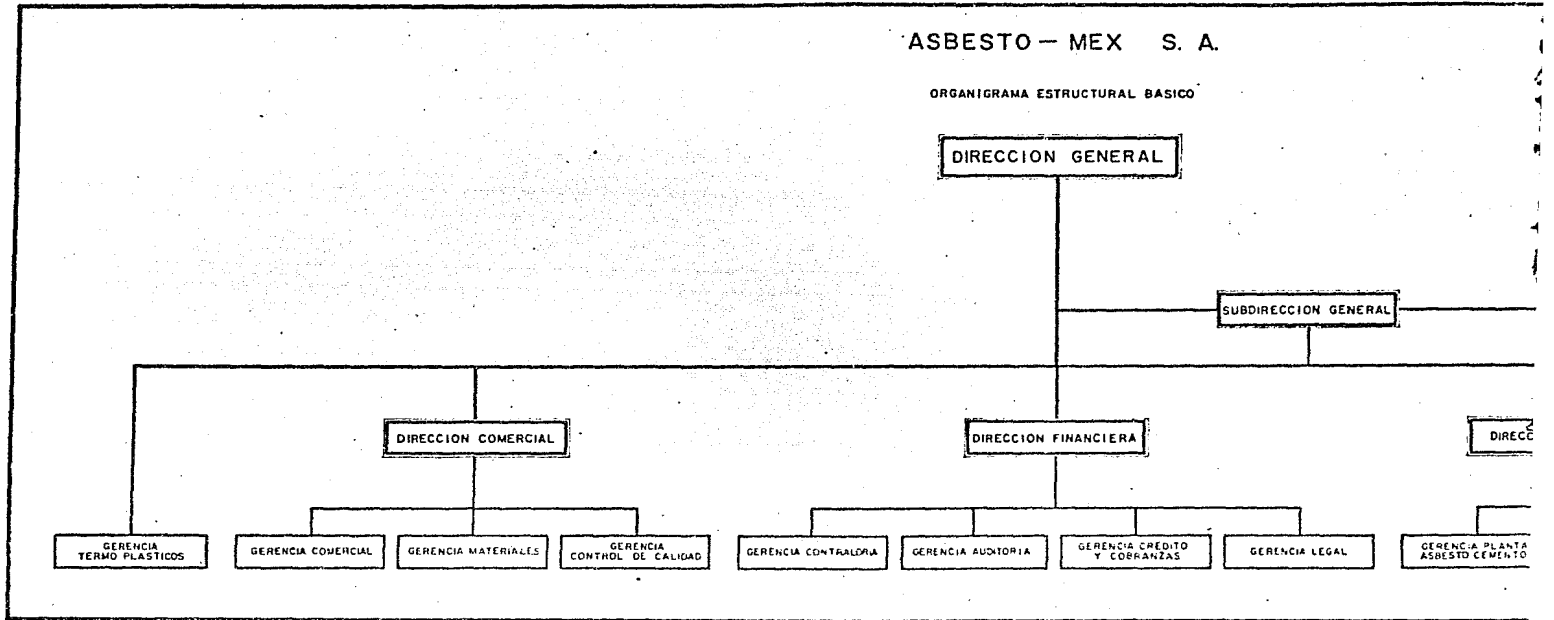 ASBESTO — MEX S. A.
ORGANIGRAMA ESTRUCTURAL BASICO
DIRECCION GENERAL
SUBDIRECCION GENERAL
DIRECCION COMERCIAL
DIRECCION FINANCIERA
DIRECC
GERENCIA
TERMO PLASTICOS
GERENCIA COMERCIAL
GERENCIA MATERIALES
GERENCIA
CONTROL DE CALIDAD
GERENCIA CONTRALORIA
GERENCIA AUDITORIA
GERENCIA CREDITO
Y COBRANZAS
GERENCIA LEGAL
GERENCIA PLANTA
ASBESTO CEMENTO